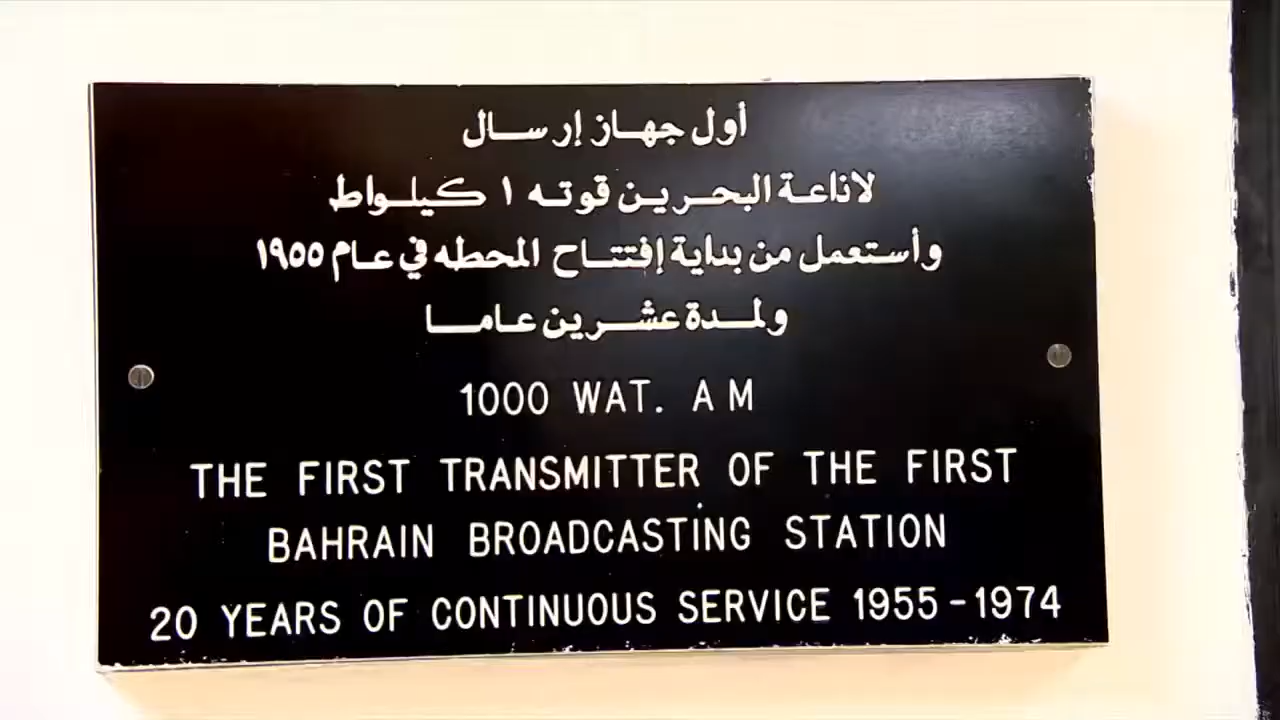 أول جهاز إرسال
لاناعة البحرين قوته ١ كيلواط
وأستعمل من بداية إفتتاح المحطه في عام ١٩٥٥
ولمدة عشرين عاما
1000 WAT. AM
THE FIRST TRANSMITTER OF THE FIRST
BAHRAIN BROADCASTING STATION
20 YEARS OF CONTINUOUS SERVICE 1955-1974